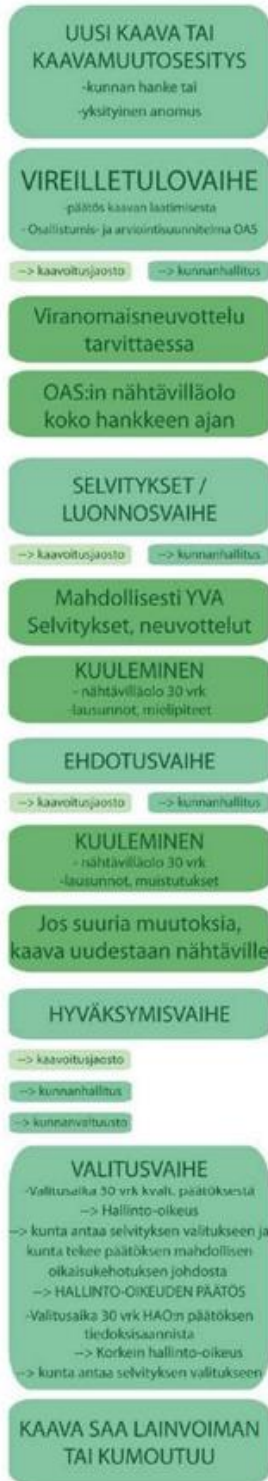 UUSI KAAVA TAI
KAAVAMUUTOSESITYS
-kunnan hanke tai
-yksityinen anomus
VIREILLETULOVAIHE
-päätös kaavan laatimisesta
- Osallistumis- ja arviointisuunnitelma OAS
--> kaavoitusjaosto --> kunnanhallitus
Viranomaisneuvottelu
tarvittaessa
OAS:in nähtävilläolo
koko hankkeen ajan
SELVITYKSET /
LUONNOSVAIHE
--> kaavoitusjaosto --> kunnanhallitus
Mahdollisesti YVA
Selvitykset, neuvottelut
KUULEMINEN
- nähtävilläolo 30 vrk
-lausunnot, mielipiteet
EHDOTUSVAIHE
--> kaavoitusjaosto --> kunnanhallitus
KUULEMINEN
- nähtävilläolo 30 vrk
-lausunnot, muistutukset
Jos suuria muutoksia,
kaava uudestaan nähtäville
HYVÄKSYMISVAIHE
--> kaavoitusjaosto
--> kunnanhallitus
--> kunnanvaltuusto
VALITUSVAIHE
-Valitusaika 30 vrk kvalt. päätöksestä
--> Hallinto-oikeus
--> kunta antaa selvityksen valitukseen ja
kunta tekee päätöksen mahdollisen
oikaisukehotuksen johdosta
--> HALLINTO-OIKEUDEN PÄÄTÖS
-Valitusaika 30 vrk HAO:n päätöksen
tiedoksisaannista
--> Korkein hallinto-oikeus
--> kunta antaa selvityksen valitukseen
KAAVA SAA LAINVOIMAN
TAI KUMOUTUU